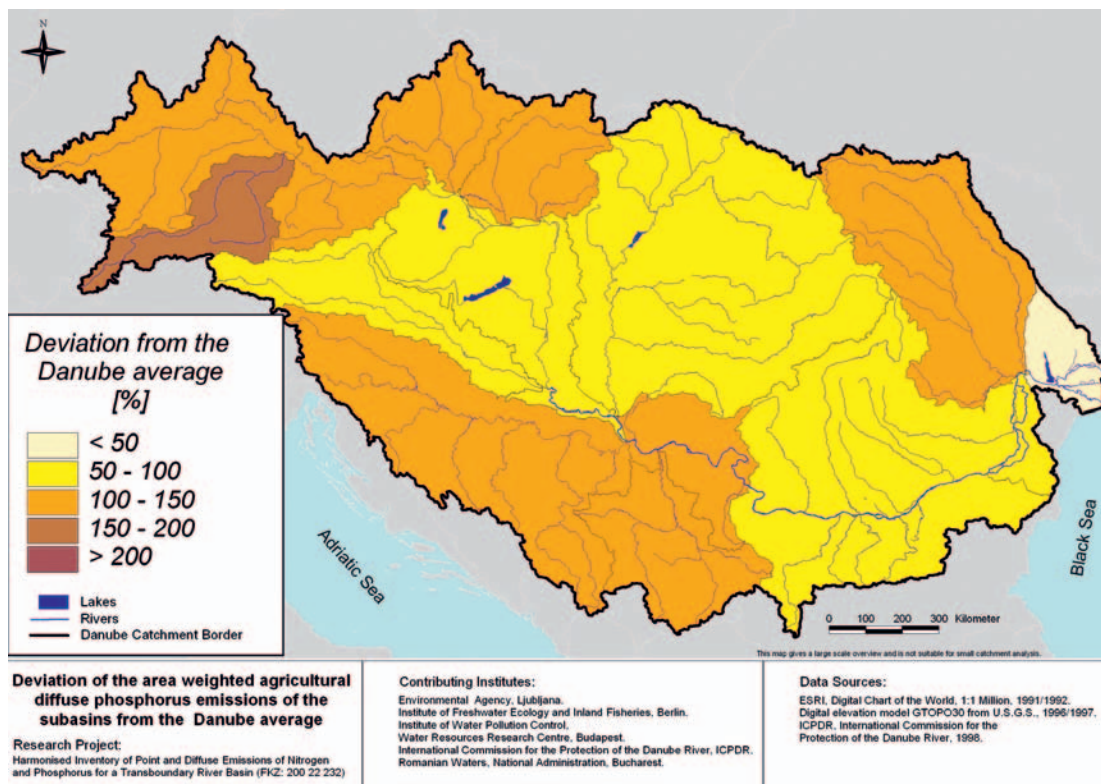 N
Deviation from the
Danube average
[%]
< 50
50 - 100
100 - 150
150 - 200
> 200
Lakes
Rivers
Danube Catchment Border
Adriatic Sea
Black Sea
0 100 200 300 Kilometer
This map gives a large scale overview and is not suitable for small catchment analysis.
Deviation of the area weighted agricultural
diffuse phosphorus emissions of the
subasins from the Danube average
Research Project:
Harmonised Inventory of Point and Diffuse Emissions of Nitrogen
and Phosphorus for a Transboundary River Basin (FKZ: 200 22 232)
Contributing Institutes:
Environmental Agency, Ljubljana.
Institute of Freshwater Ecology and Inland Fisheries, Berlin.
Institute of Water Pollution Control,
Water Resources Research Centre, Budapest.
International Commission for the Protection of the Danube River, ICPDR.
Romanian Waters, National Administration, Bucharest.
Data Sources:
ESRI, Digital Chart of the World, 1:1 Million, 1991/1992.
Digital elevation model GTOPO30 from U.S.G.S., 1996/1997.
ICPDR, International Commission for the
Protection of the Danube River, 1998.